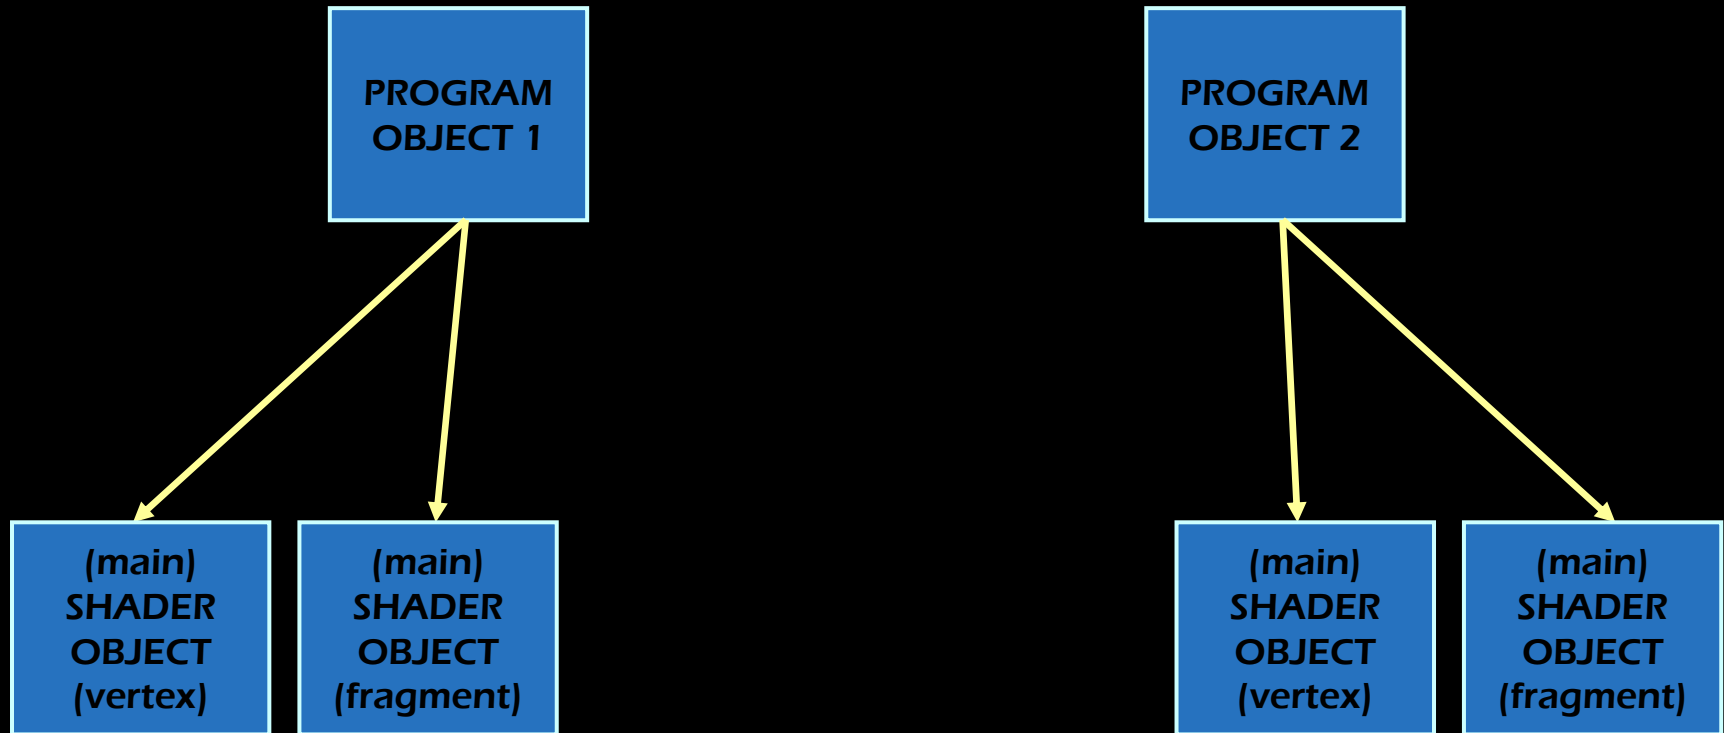 PROGRAM
OBJECT 1
PROGRAM
OBJECT 2
(main)
SHADER
OBJECT
(vertex)
(main)
SHADER
OBJECT
(fragment)
(main)
SHADER
OBJECT
(vertex)
(main)
SHADER
OBJECT
(fragment)